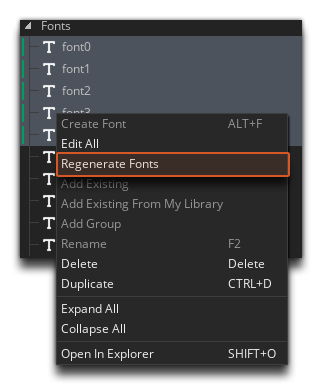 Fonts
font0
font1
font2
font3
Create Font ALT+F
Edit All
Regenerate Fonts
Add Existing
Add Existing From My Library
Add Group
Rename F2
Delete Delete
Duplicate CTRL+D
Expand All
Collapse All
Open In Explorer SHIFT+O